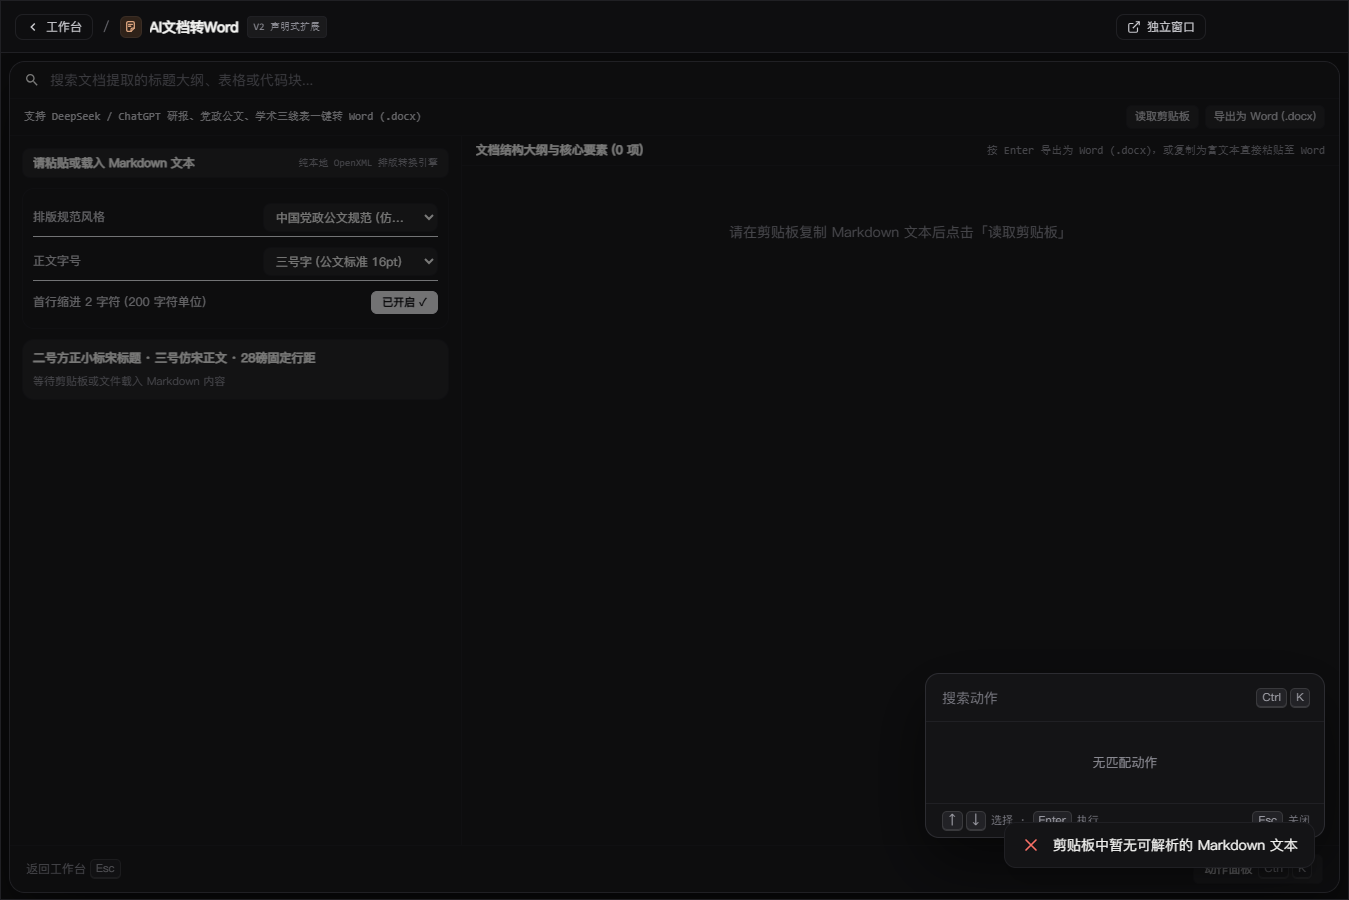 工作台 / AI文档转Word V2 声明式扩展 独立窗口
搜索文档提取的标题大纲、表格或代码块...
支持 DeepSeek / ChatGPT 研报、党政公文、学术三线表一键转 Word (.docx) 读取剪贴板 导出为 Word (.docx)
请粘贴或载入 Markdown 文本 纯本地 OpenXML 排版转换引擎
排版规范风格 中国党政公文规范 (仿...
正文字号 三号字 (公文标准 16pt)
首行缩进 2 字符 (200 字符单位) 已开启 ✓
二号方正小标宋标题 · 三号仿宋正文 · 28磅固定行距
等待剪贴板或文件载入 Markdown 内容
文档结构大纲与核心要素 (0 项) 按 Enter 导出为 Word (.docx)，或复制为富文本直接粘贴至 Word
请在剪贴板复制 Markdown 文本后点击「读取剪贴板」
搜索动作 Ctrl K
无匹配动作
↑ ↓ 选择 · Enter 执行 Esc 关闭
剪贴板中暂无可解析的 Markdown 文本
返回工作台 Esc 动作面板 Ctrl K